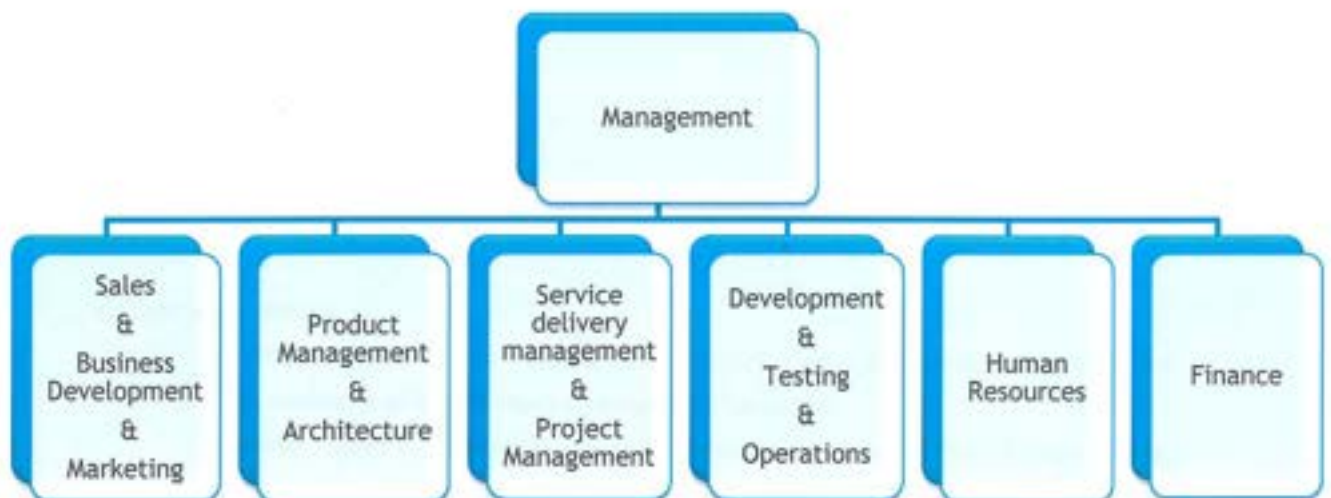 Management
Sales
&
Business
Development
&
Marketing
Product
Management
&
Architecture
Service
delivery
management
&
Project
Management
Development
&
Testing
&
Operations
Human
Resources
Finance